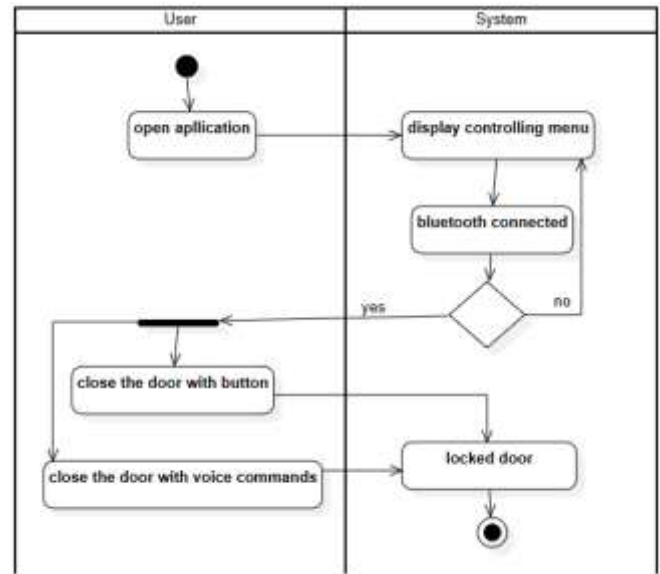 User
System
open apllication
display controlling menu
bluetooth connected
yes
no
close the door with button
locked door
close the door with voice commands